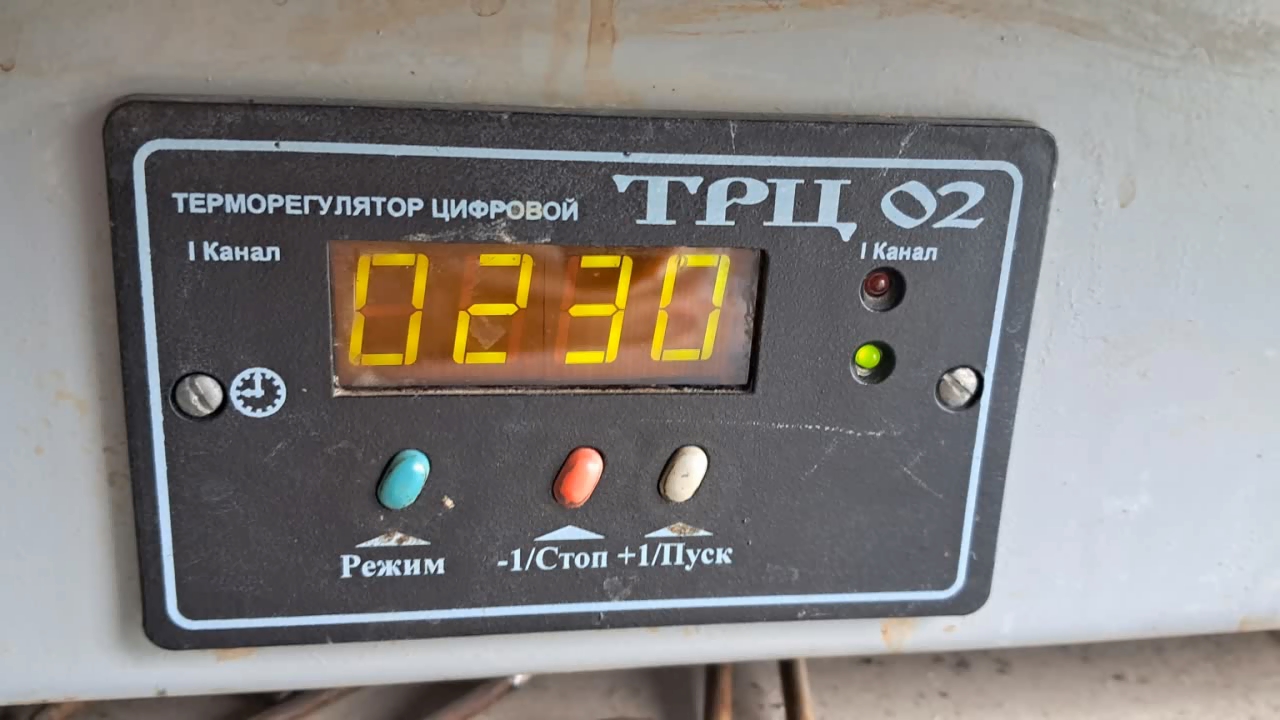 ТЕРМОРЕГУЛЯТОР ЦИФРОВОЙ ТРЦ 02
I Канал
I Канал
0230
Режим -1/Стоп +1/Пуск